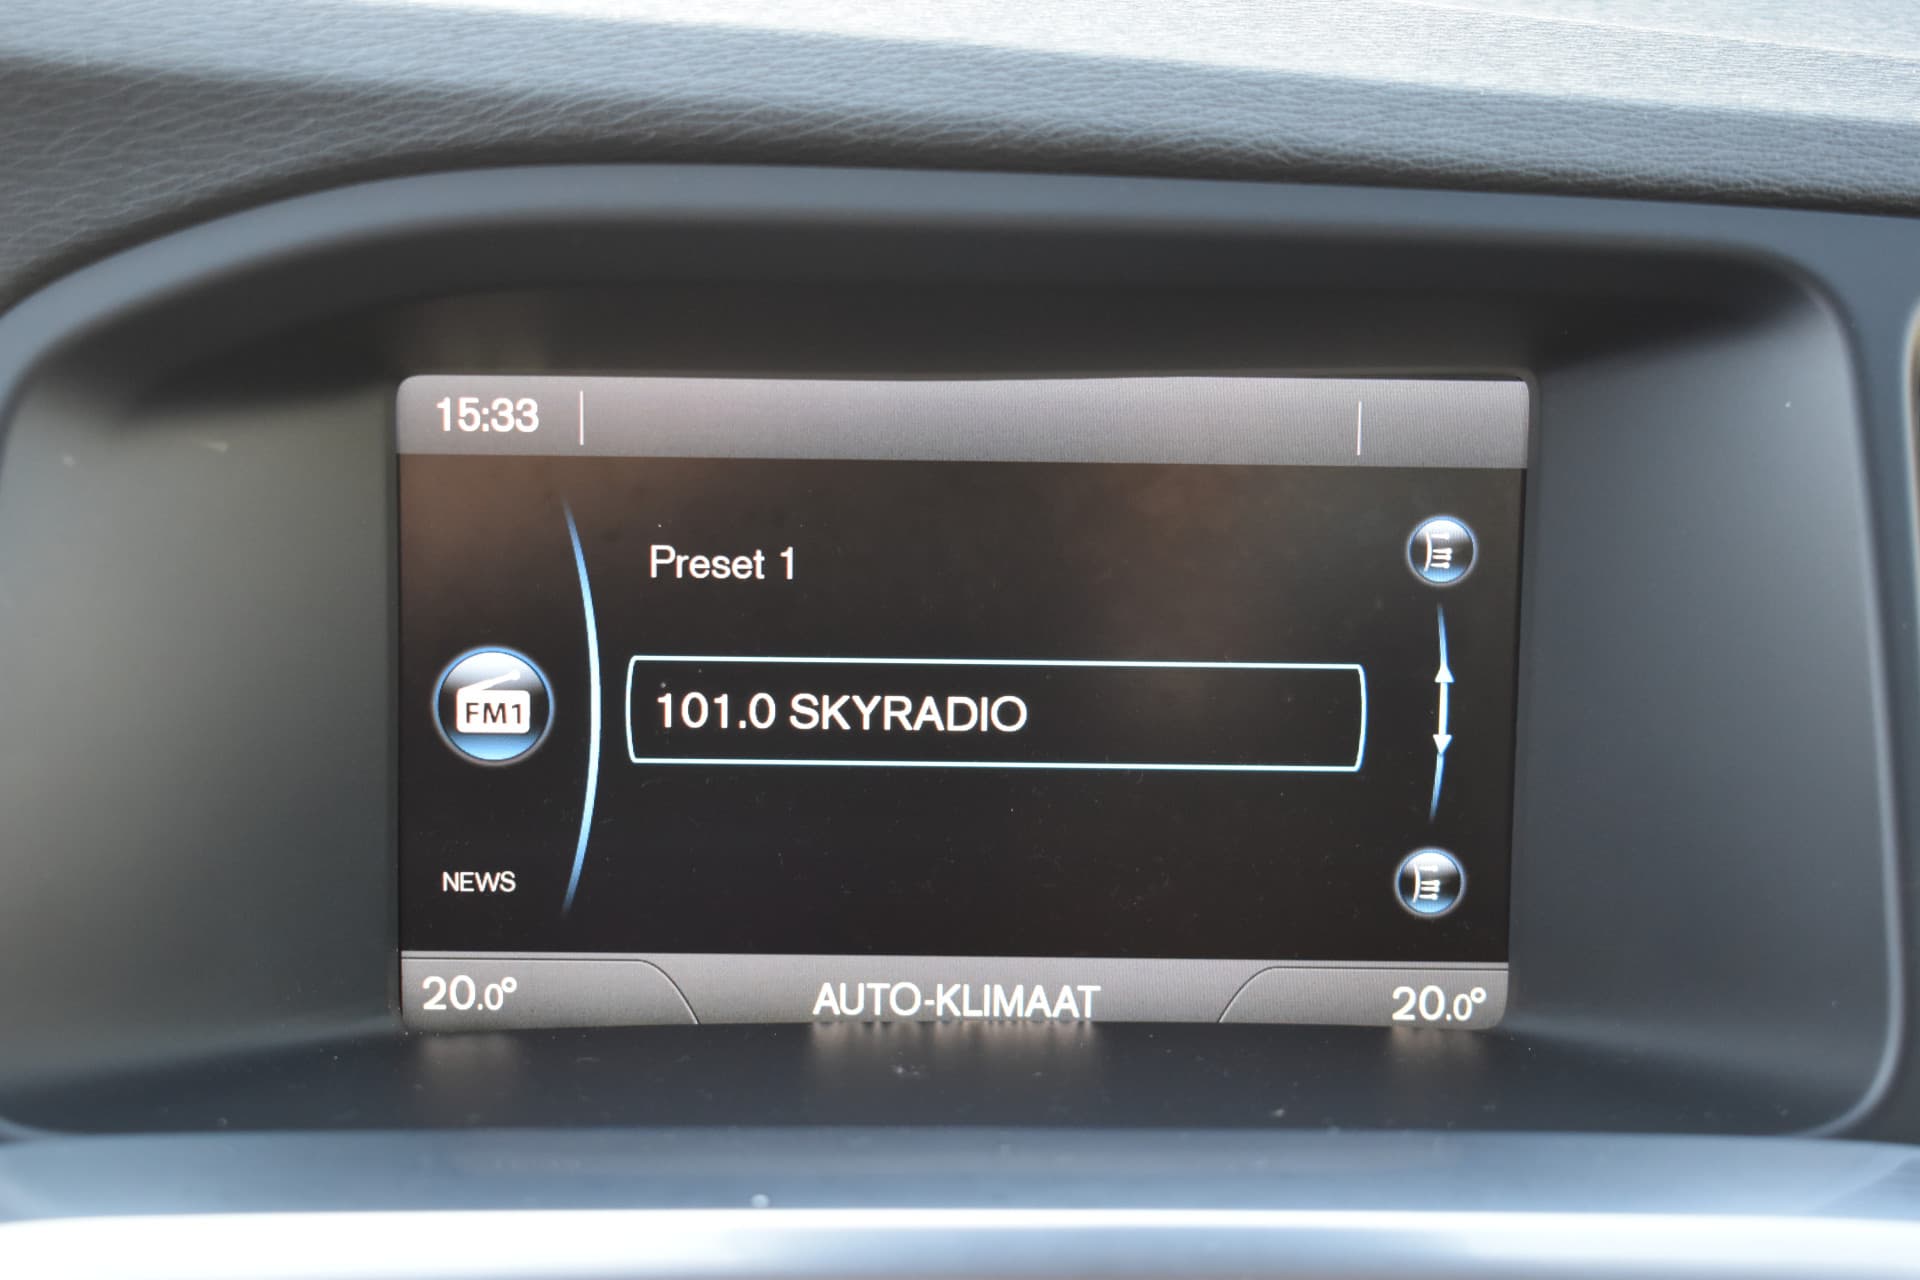 15:33
Preset 1
FM1
101.0 SKYRADIO
NEWS
20.0° AUTO-KLIMAAT 20.0°